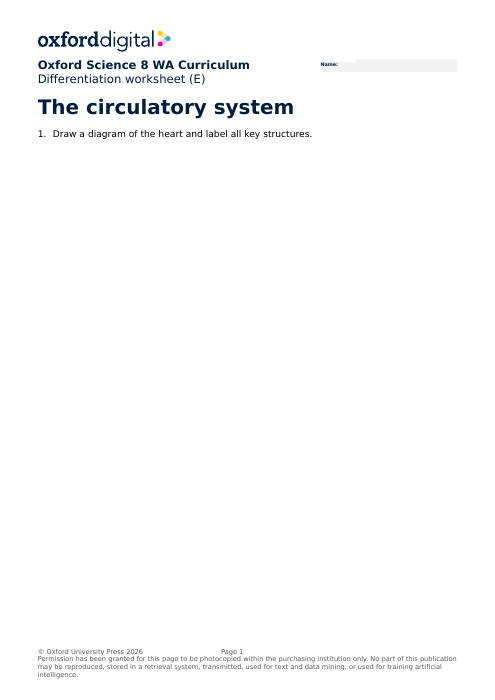 oxforddigital
Oxford Science 8 WA Curriculum
Name:
Differentiation worksheet (E)
The circulatory system
1. Draw a diagram of the heart and label all key structures.
© Oxford University Press 2026 Page 1
Permission has been granted for this page to be photocopied within the purchasing institution only. No part of this publication
may be reproduced, stored in a retrieval system, transmitted, used for text and data mining, or used for training artificial
intelligence.